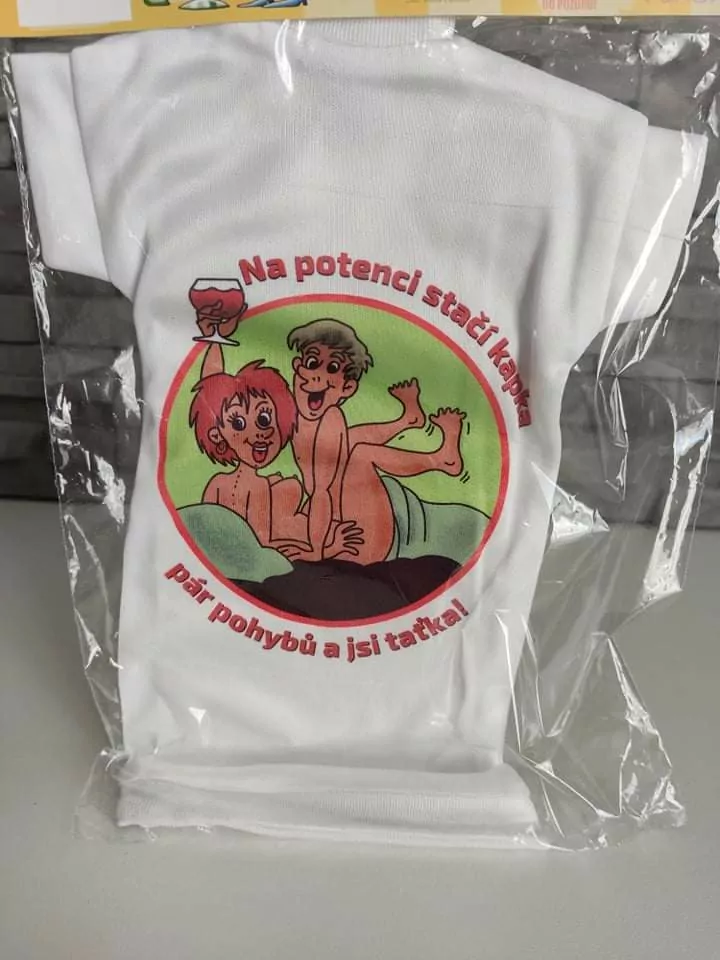 Na potenci stačí kapka
pár pohybů a jsi taťka!